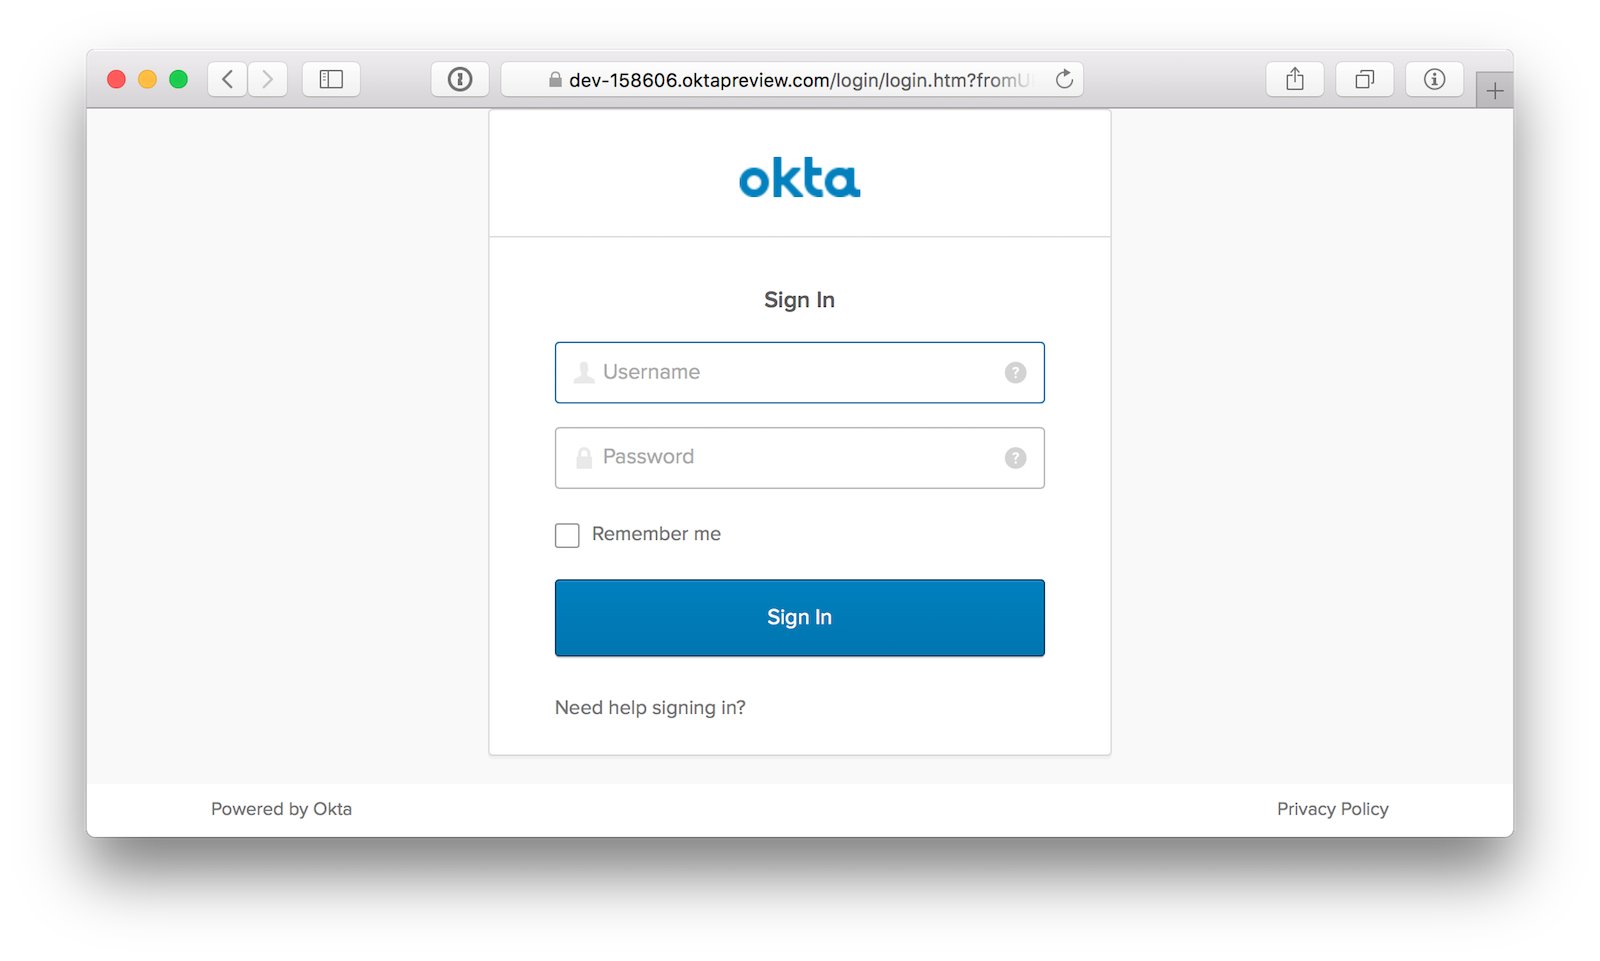 dev-158606.oktapreview.com/login/login.htm?fromU
okta
Sign In
Username
?
Password
?
Remember me
Sign In
Need help signing in?
Powered by Okta
Privacy Policy